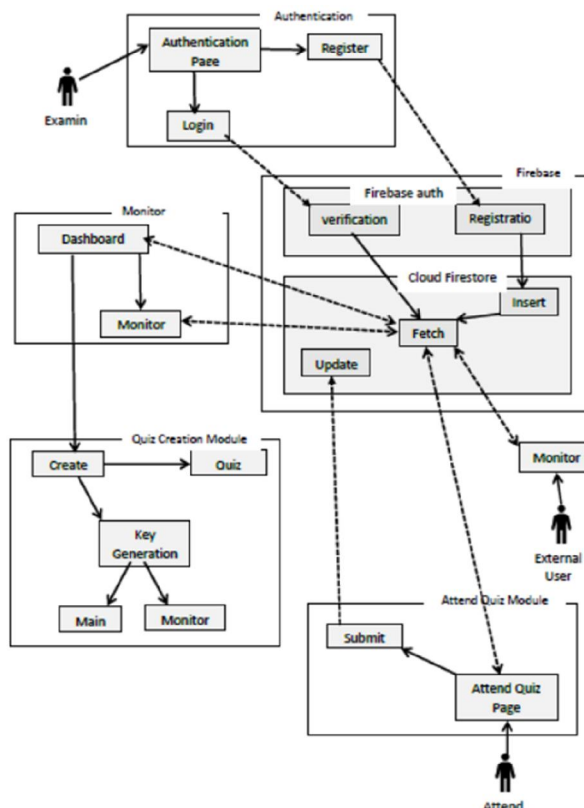 Authentication
Authentication
Page
Register
Examin
Login
Firebase
Firebase auth
Monitor
verification
Registratio
Dashboard
Cloud Firestore
Insert
Monitor
Fetch
Update
Quiz Creation Module
Create
Quiz
Monitor
Key
Generation
External
User
Main
Monitor
Attend Quiz Module
Submit
Attend Quiz
Page
Attend